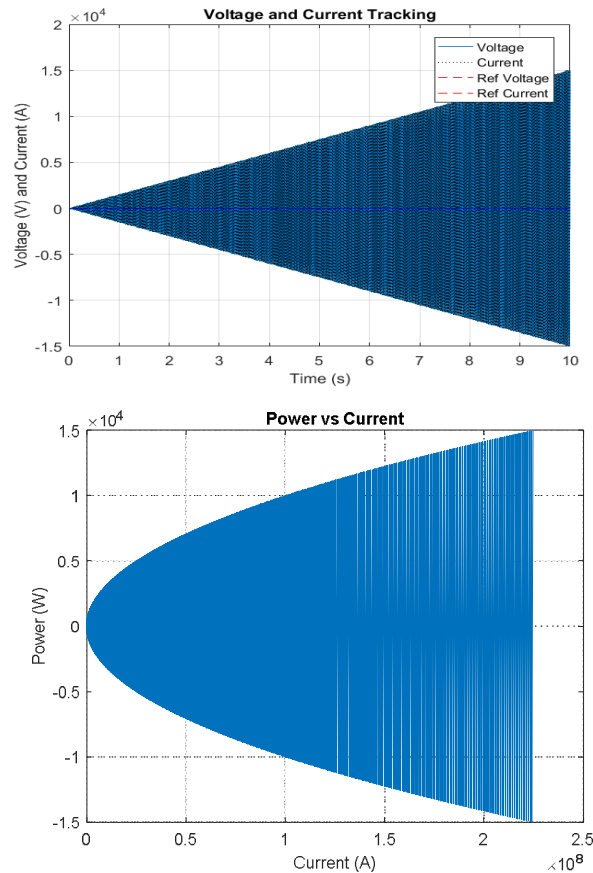 Voltage and Current Tracking
×10⁴
2
1.5
1
0.5
0
-0.5
-1
-1.5
Voltage (V) and Current (A)
Voltage
Current
Ref Voltage
Ref Current
0 1 2 3 4 5 6 7 8 9 10
Time (s)
Power vs Current
×10⁴
1.5
1
0.5
0
-0.5
-1
-1.5
Power (W)
0 0.5 1 1.5 2 2.5
Current (A)
×10⁸